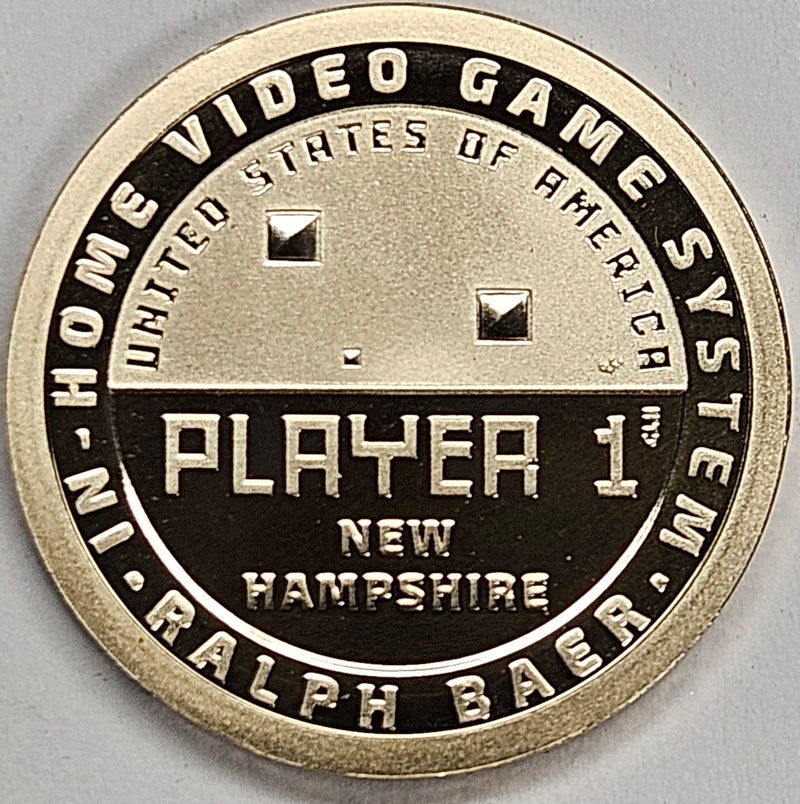 IN-HOME VIDEO GAME SYSTEM
UNITED STATES OF AMERICA
PLAYER 1
NEW
HAMPSHIRE
· RALPH BAER ·